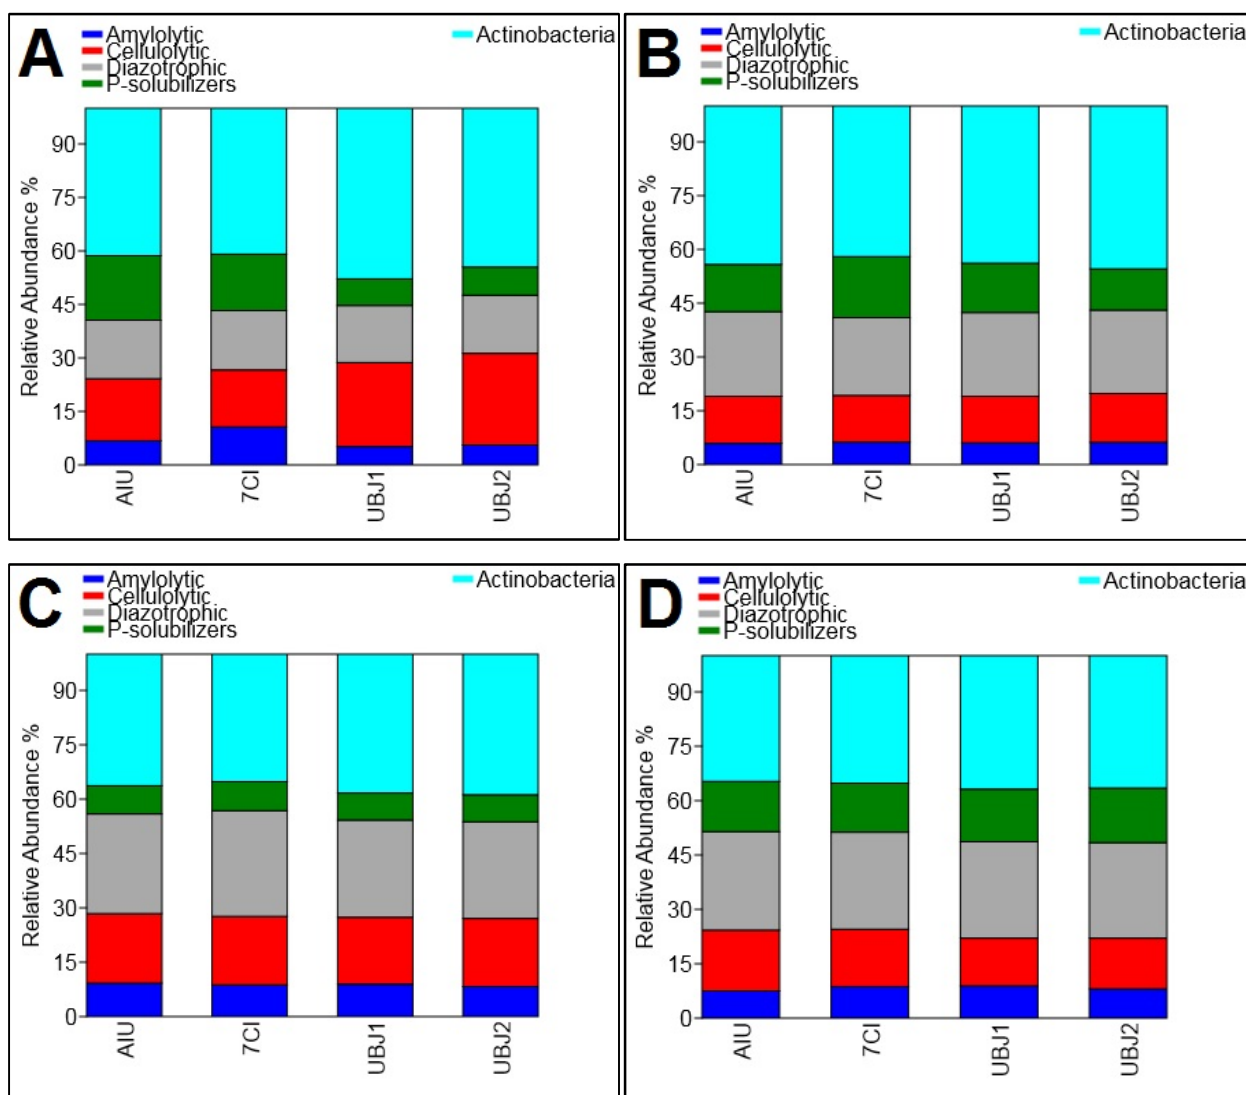 A
Amylolytic
Cellulolytic
Diazotrophic
P-solubilizers
Actinobacteria
Relative Abundance %
90
75
60
45
30
15
0
AIU
7CI
UBJ1
UBJ2
B
Amylolytic
Cellulolytic
Diazotrophic
P-solubilizers
Actinobacteria
Relative Abundance %
90
75
60
45
30
15
0
AIU
7CI
UBJ1
UBJ2
C
Amylolytic
Cellulolytic
Diazotrophic
P-solubilizers
Actinobacteria
Relative Abundance %
90
75
60
45
30
15
0
AIU
7CI
UBJ1
UBJ2
D
Amylolytic
Cellulolytic
Diazotrophic
P-solubilizers
Actinobacteria
Relative Abundance %
90
75
60
45
30
15
0
AIU
7CI
UBJ1
UBJ2